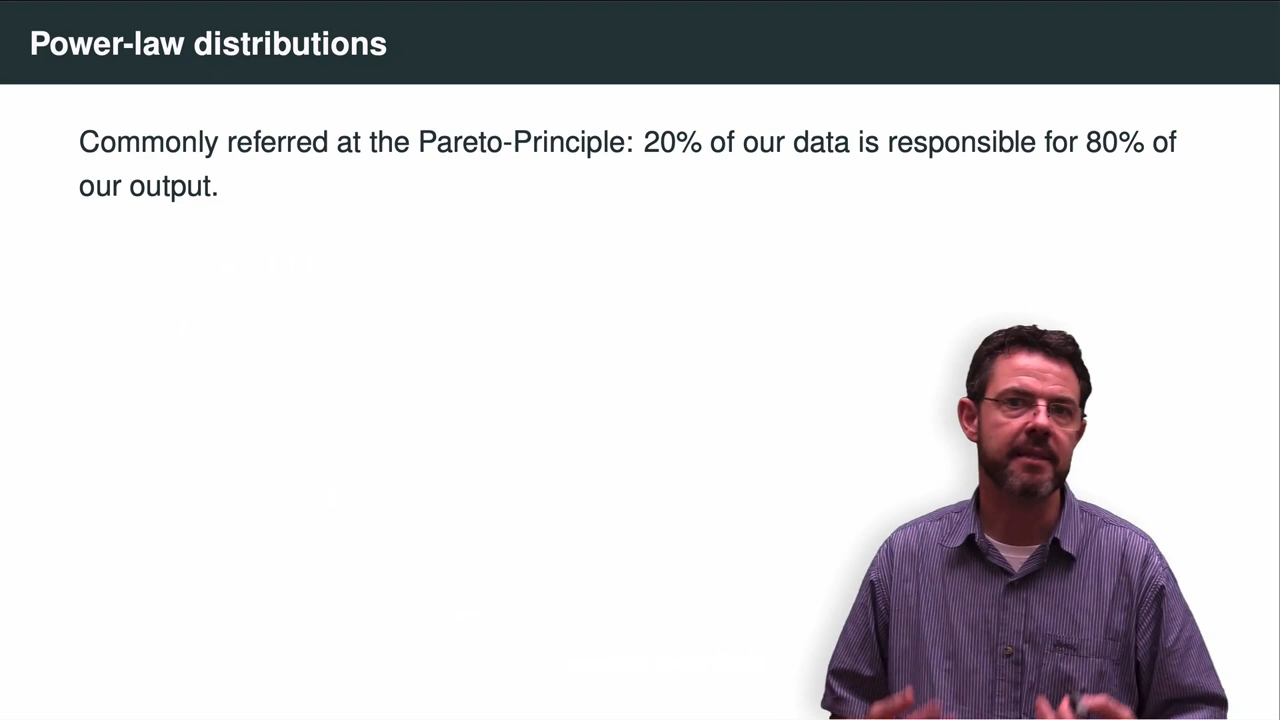 Power-law distributions
Commonly referred at the Pareto-Principle: 20% of our data is responsible for 80% of
our output.